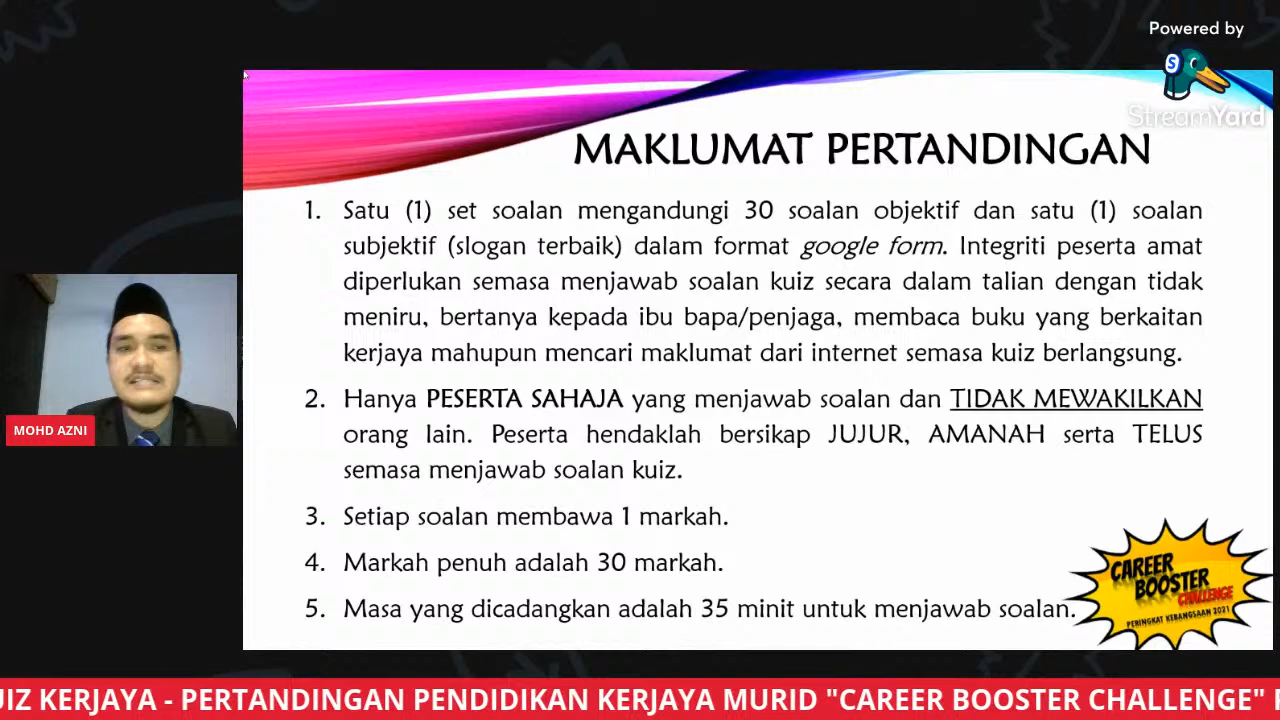 Powered by
StreamYard
MAKLUMAT PERTANDINGAN
1. Satu (1) set soalan mengandungi 30 soalan objektif dan satu (1) soalan
subjektif (slogan terbaik) dalam format google form. Integriti peserta amat
diperlukan semasa menjawab soalan kuiz secara dalam talian dengan tidak
meniru, bertanya kepada ibu bapa/penjaga, membaca buku yang berkaitan
kerjaya mahupun mencari maklumat dari internet semasa kuiz berlangsung.
2. Hanya PESERTA SAHAJA yang menjawab soalan dan TIDAK MEWAKILKAN
orang lain. Peserta hendaklah bersikap JUJUR, AMANAH serta TELUS
semasa menjawab soalan kuiz.
3. Setiap soalan membawa 1 markah.
4. Markah penuh adalah 30 markah.
5. Masa yang dicadangkan adalah 35 minit untuk menjawab soalan.
MOHD AZNI
CAREER
BOOSTER
CHALLENGE
PERINGKAT KEBANGSAAN 2021
UIZ KERJAYA - PERTANDINGAN PENDIDIKAN KERJAYA MURID "CAREER BOOSTER CHALLENGE"